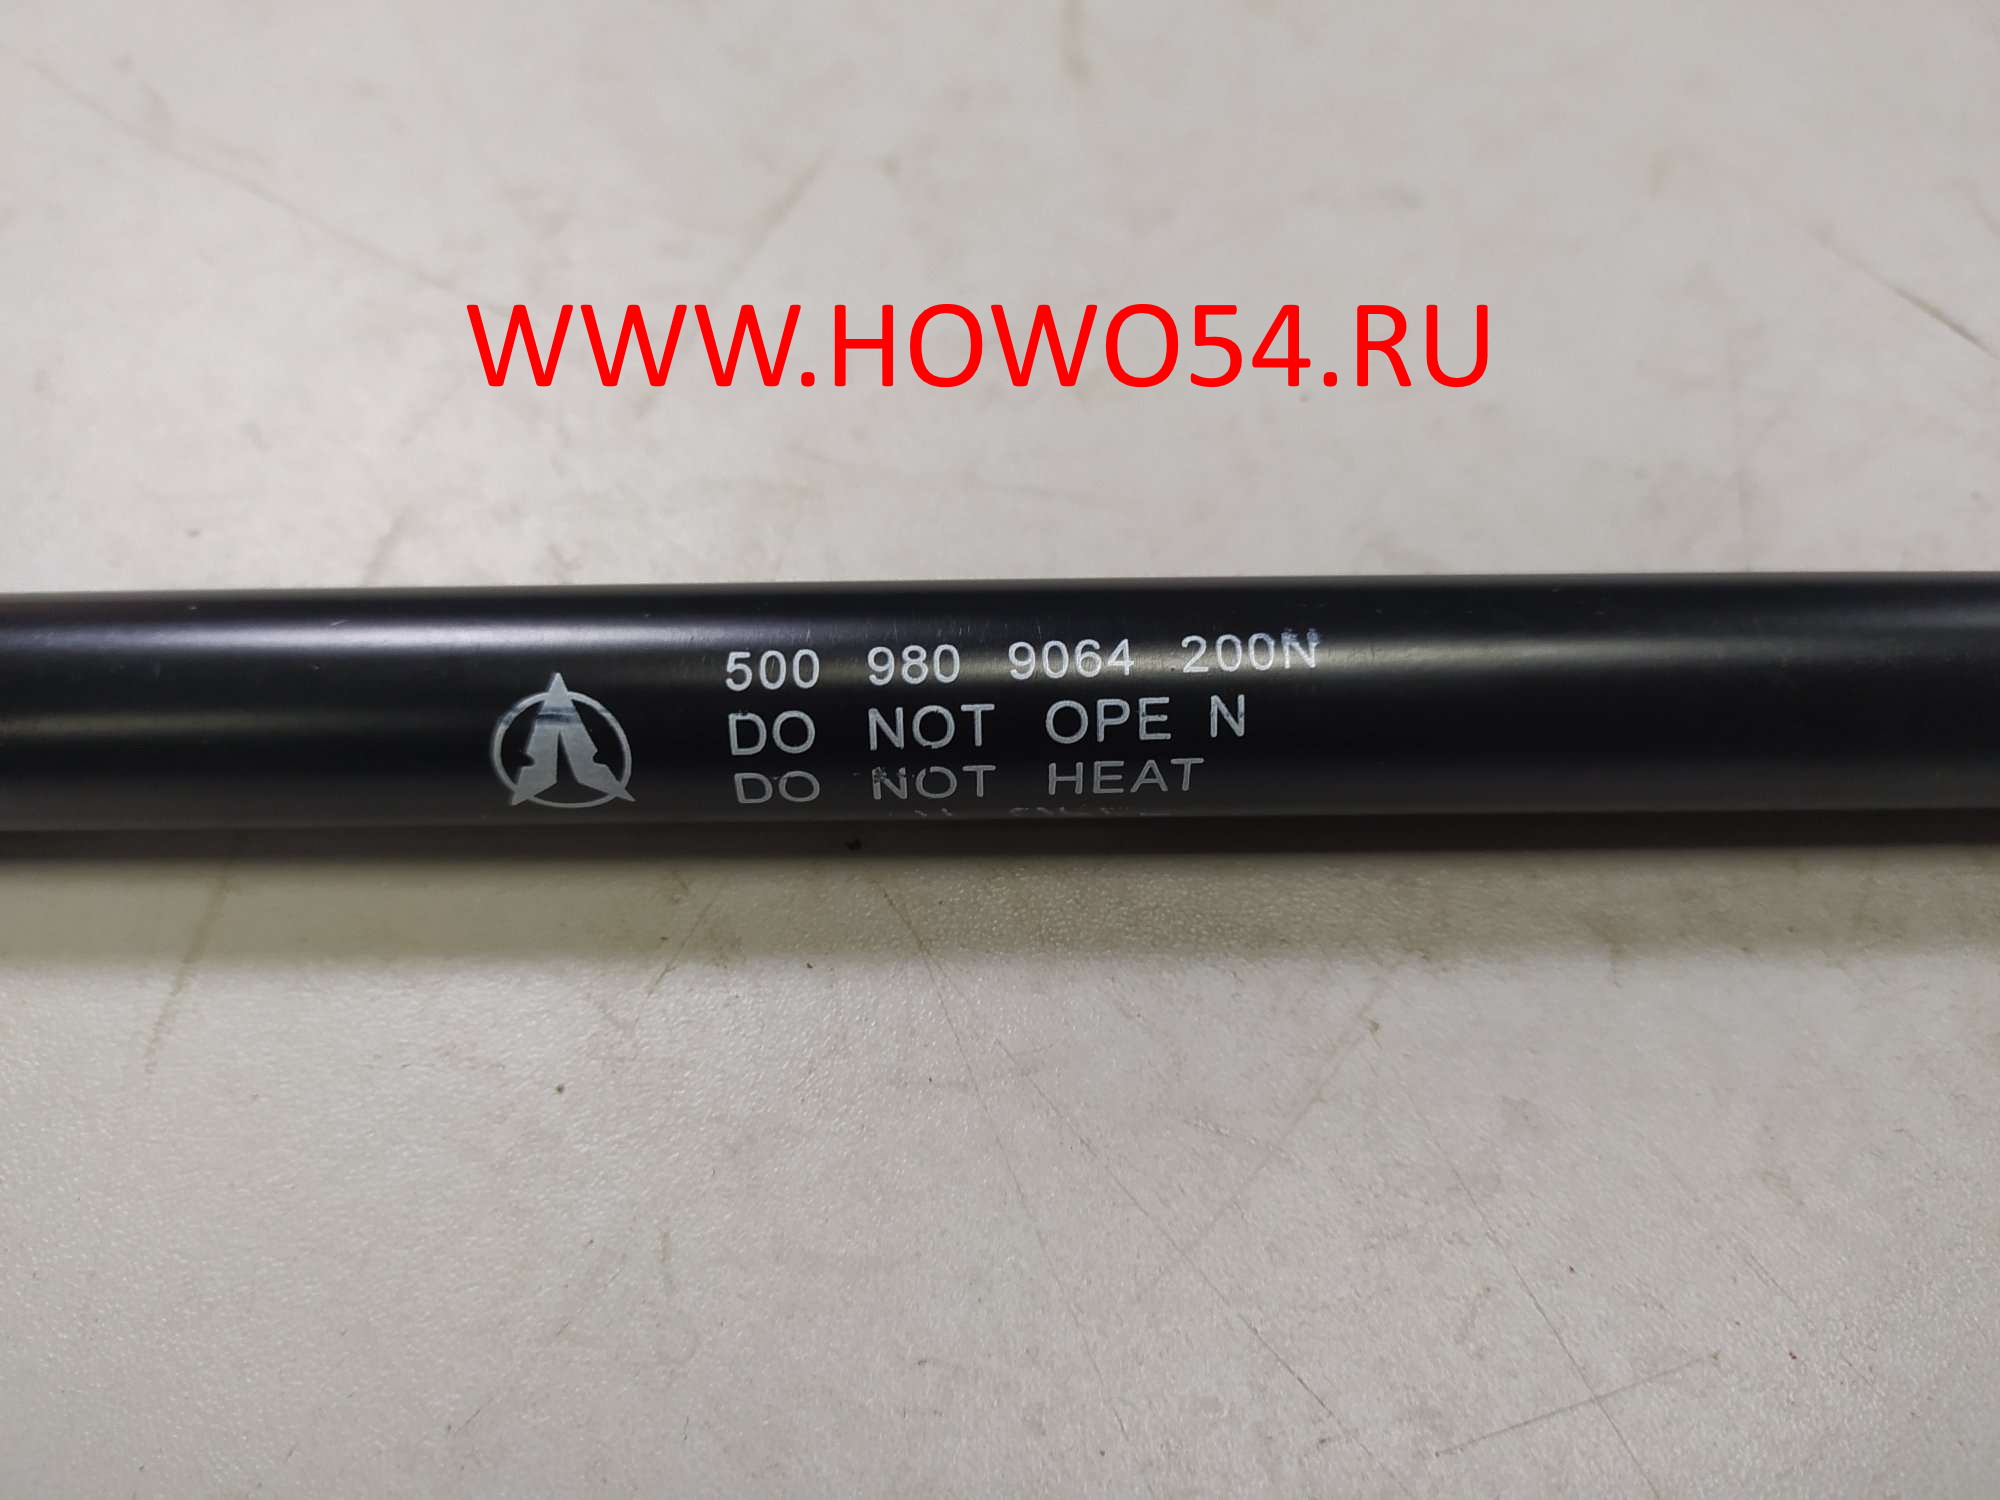 WWW.HOWO54.RU
500 980 9064 200N
DO NOT OPE N
DO NOT HEAT